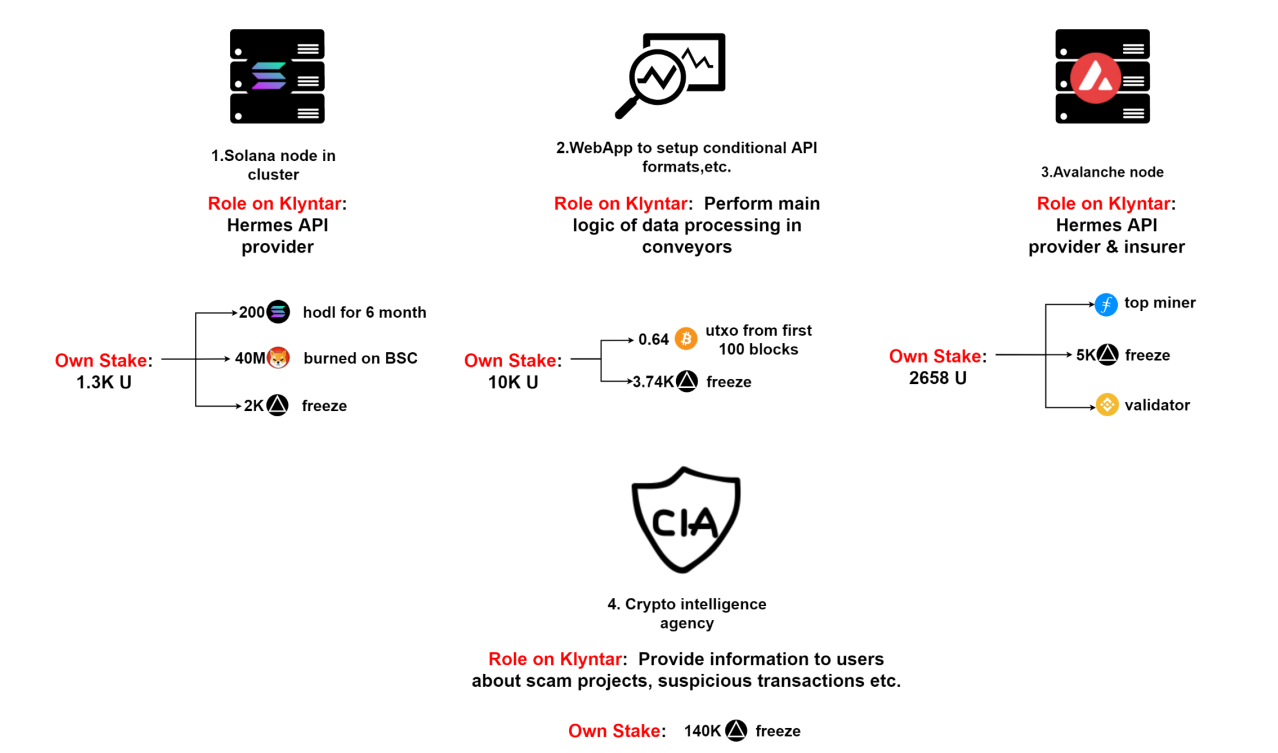 1.Solana node in
cluster
Role on Klyntar:
Hermes API
provider
200 hodl for 6 month
Own Stake:
1.3K U
40M burned on BSC
2K freeze
2.WebApp to setup conditional API
formats,etc.
Role on Klyntar: Perform main
logic of data processing in
conveyors
Own Stake:
10K U
0.64 utxo from first
100 blocks
3.74K freeze
3.Avalanche node
Role on Klyntar:
Hermes API
provider & insurer
Own Stake:
2658 U
top miner
5K freeze
validator
CIA
4. Crypto intelligence
agency
Role on Klyntar: Provide information to users
about scam projects, suspicious transactions etc.
Own Stake: 140K freeze